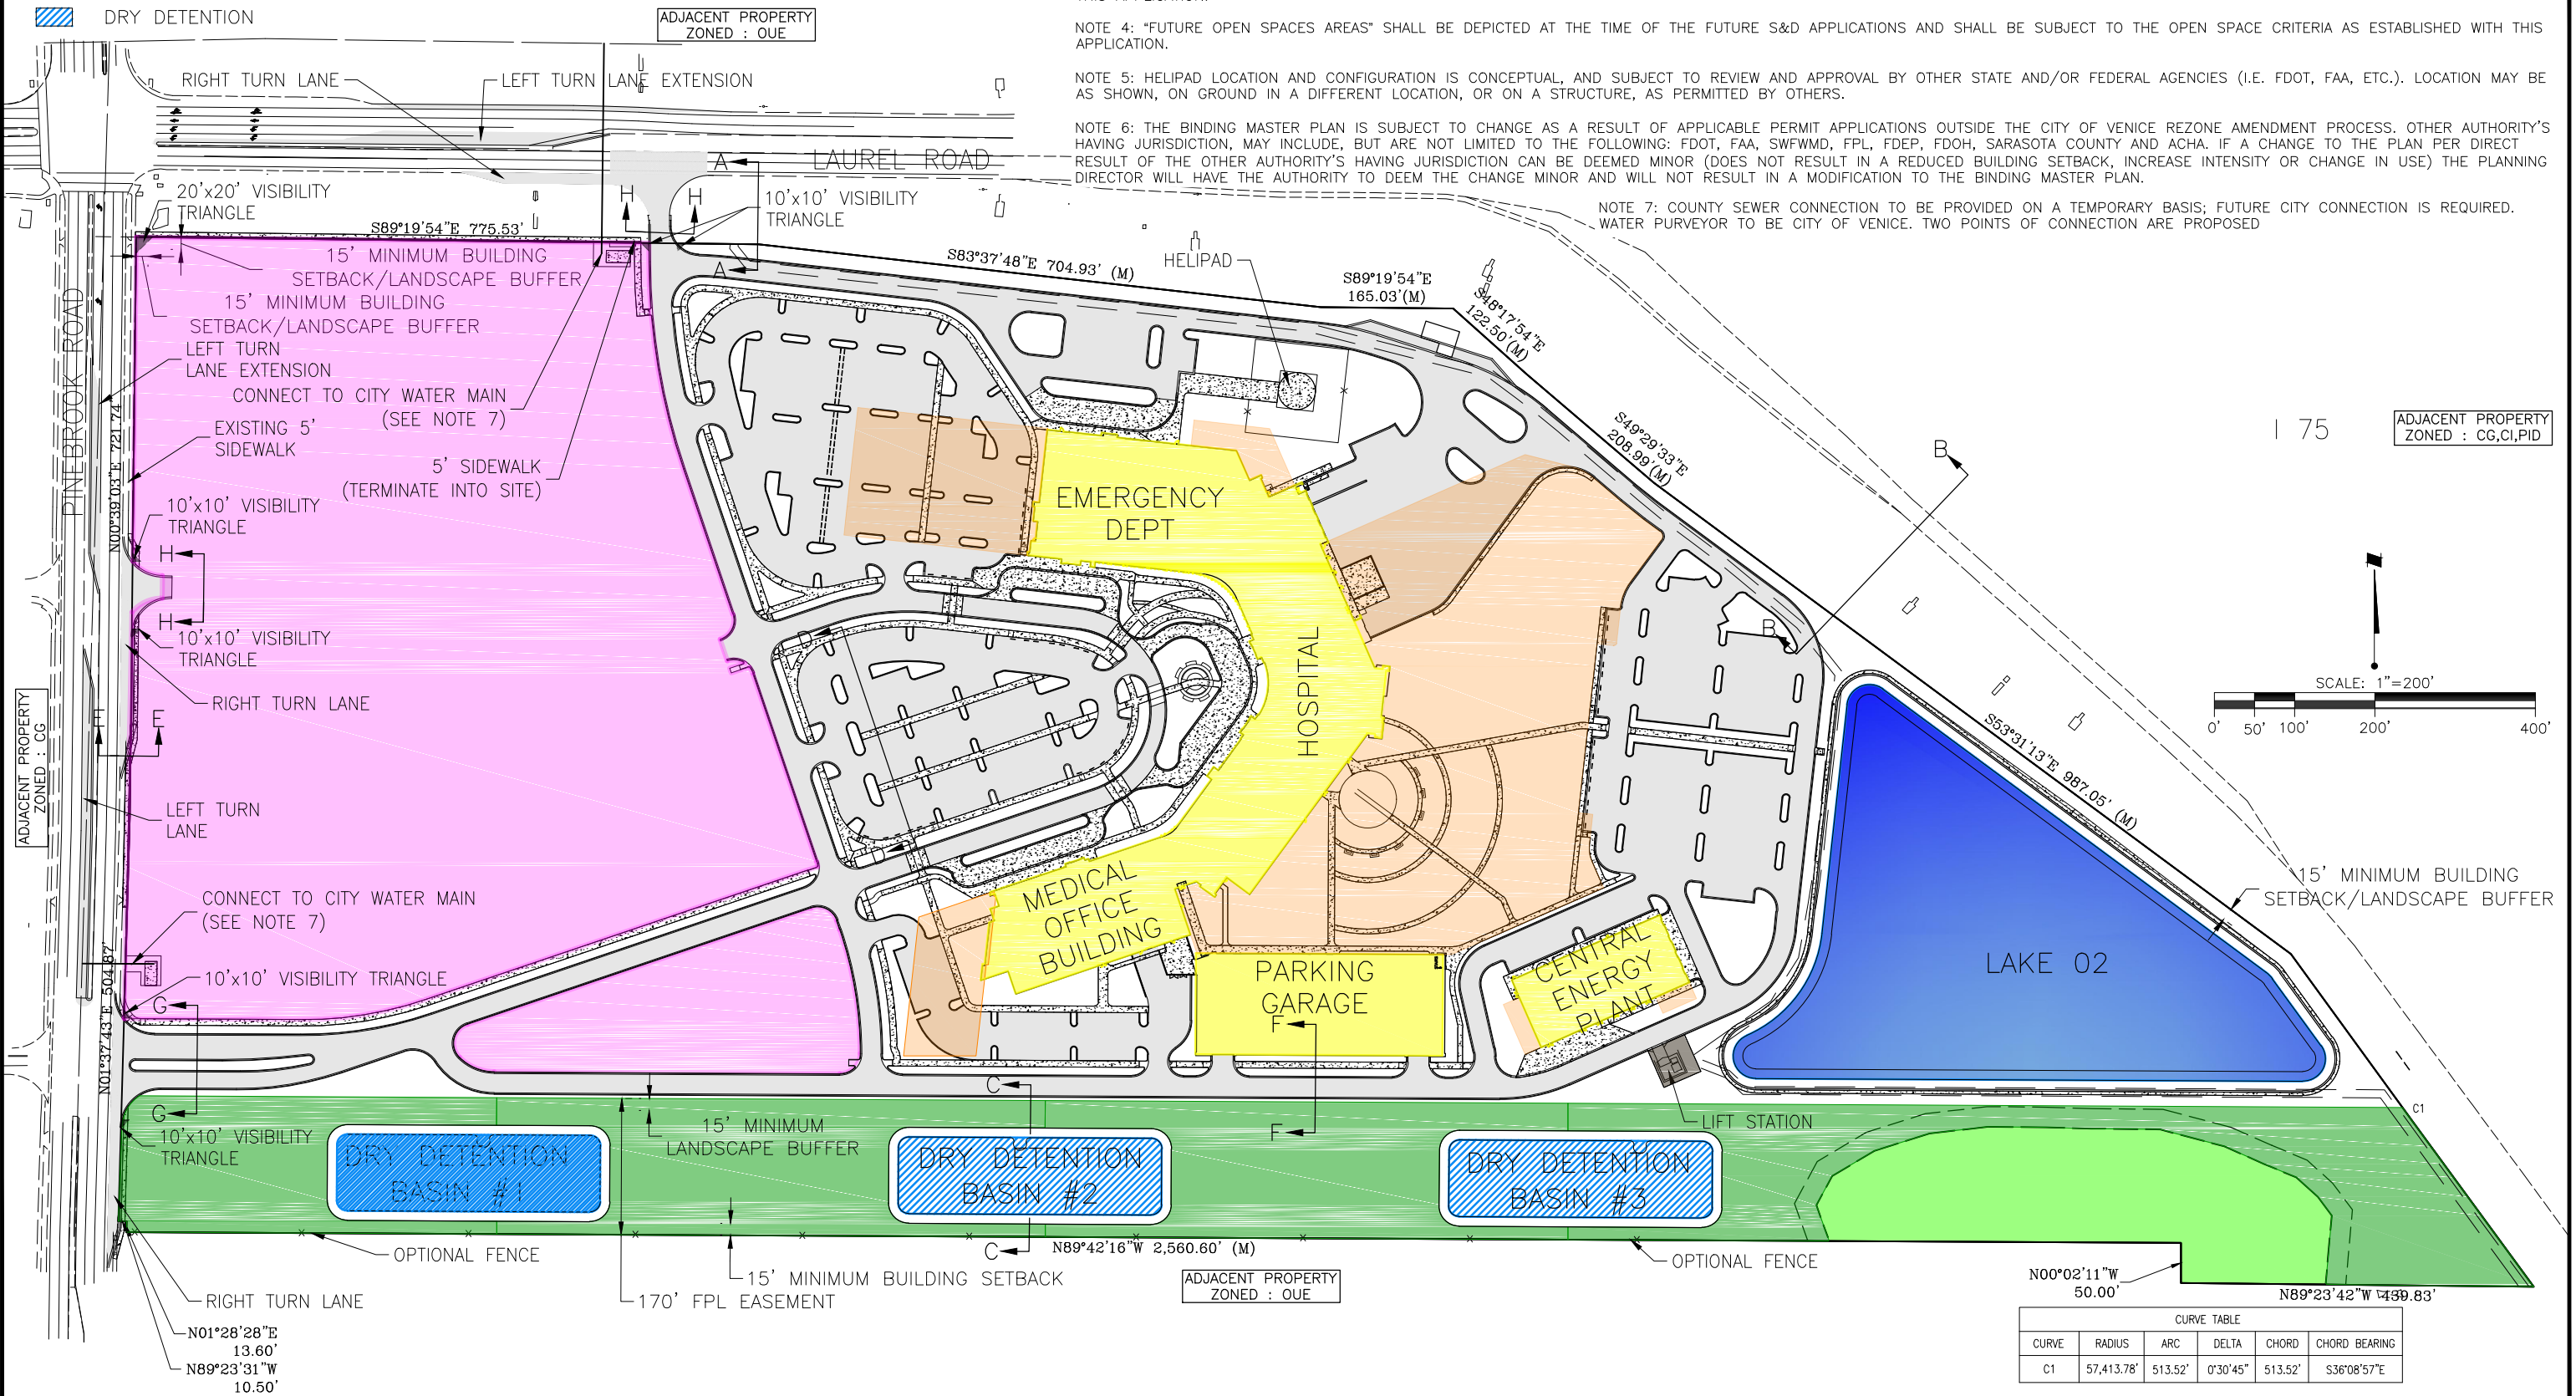 DRY DETENTION
ADJACENT PROPERTY
ZONED : OUE
NOTE 4: "FUTURE OPEN SPACES AREAS" SHALL BE DEPICTED AT THE TIME OF THE FUTURE S&D APPLICATIONS AND SHALL BE SUBJECT TO THE OPEN SPACE CRITERIA AS ESTABLISHED WITH THIS
APPLICATION.
NOTE 5: HELIPAD LOCATION AND CONFIGURATION IS CONCEPTUAL, AND SUBJECT TO REVIEW AND APPROVAL BY OTHER STATE AND/OR FEDERAL AGENCIES (I.E. FDOT, FAA, ETC.). LOCATION MAY BE
AS SHOWN, ON GROUND IN A DIFFERENT LOCATION, OR ON A STRUCTURE, AS PERMITTED BY OTHERS.
NOTE 6: THE BINDING MASTER PLAN IS SUBJECT TO CHANGE AS A RESULT OF APPLICABLE PERMIT APPLICATIONS OUTSIDE THE CITY OF VENICE REZONE AMENDMENT PROCESS. OTHER AUTHORITY'S
HAVING JURISDICTION, MAY INCLUDE, BUT ARE NOT LIMITED TO THE FOLLOWING: FDOT, FAA, SWFWMD, FPL, FDEP, FDOH, SARASOTA COUNTY AND ACHA. IF A CHANGE TO THE PLAN PER DIRECT
RESULT OF THE OTHER AUTHORITY'S HAVING JURISDICTION CAN BE DEEMED MINOR (DOES NOT RESULT IN A REDUCED BUILDING SETBACK, INCREASE INTENSITY OR CHANGE IN USE) THE PLANNING
DIRECTOR WILL HAVE THE AUTHORITY TO DEEM THE CHANGE MINOR AND WILL NOT RESULT IN A MODIFICATION TO THE BINDING MASTER PLAN.
NOTE 7: COUNTY SEWER CONNECTION TO BE PROVIDED ON A TEMPORARY BASIS; FUTURE CITY CONNECTION IS REQUIRED.
WATER PURVEYOR TO BE CITY OF VENICE. TWO POINTS OF CONNECTION ARE PROPOSED
RIGHT TURN LANE
LEFT TURN LANE EXTENSION
LAUREL ROAD
A
A
H
H
20'x20' VISIBILITY
TRIANGLE
10'x10' VISIBILITY
TRIANGLE
S89°19'54"E 775.53'
S83°37'48"E 704.93' (M)
HELIPAD
S89°19'54"E
165.03'(M)
S48°17'54"E
122.50'(M)
S49°29'33"E
208.99'(M)
15' MINIMUM BUILDING
SETBACK/LANDSCAPE BUFFER
15' MINIMUM BUILDING
SETBACK/LANDSCAPE BUFFER
PINEBROOK ROAD
LEFT TURN
LANE EXTENSION
CONNECT TO CITY WATER MAIN
(SEE NOTE 7)
EXISTING 5'
SIDEWALK
5' SIDEWALK
(TERMINATE INTO SITE)
N00°39'03"E 721.74'
10'x10' VISIBILITY
TRIANGLE
H
H
10'x10' VISIBILITY
TRIANGLE
RIGHT TURN LANE
E
E
ADJACENT PROPERTY
ZONED : CG
LEFT TURN
LANE
CONNECT TO CITY WATER MAIN
(SEE NOTE 7)
10'x10' VISIBILITY TRIANGLE
N01°37'43"E 504.87'
G
G
10'x10' VISIBILITY
TRIANGLE
EMERGENCY
DEPT
HOSPITAL
D
D
MEDICAL
OFFICE
BUILDING
PARKING
GARAGE
F
F
CENTRAL
ENERGY
PLANT
B
B
I 75
ADJACENT PROPERTY
ZONED : CG,CI,PID
SCALE: 1"=200'
0' 50' 100' 200' 400'
S53°31'13"E 987.05' (M)
15' MINIMUM BUILDING
SETBACK/LANDSCAPE BUFFER
LAKE 02
C1
LIFT STATION
C
C
15' MINIMUM
LANDSCAPE BUFFER
DRY DETENTION
BASIN #1
DRY DETENTION
BASIN #2
DRY DETENTION
BASIN #3
OPTIONAL FENCE
N89°42'16"W 2,560.60' (M)
OPTIONAL FENCE
15' MINIMUM BUILDING SETBACK
170' FPL EASEMENT
ADJACENT PROPERTY
ZONED : OUE
RIGHT TURN LANE
N01°28'28"E
13.60'
N89°23'31"W
10.50'
N00°02'11"W
50.00'
N89°23'42"W 439.83'
CURVE TABLE
CURVE RADIUS ARC DELTA CHORD CHORD BEARING
C1 57,413.78' 513.52' 0°30'45" 513.52' S36°08'57"E